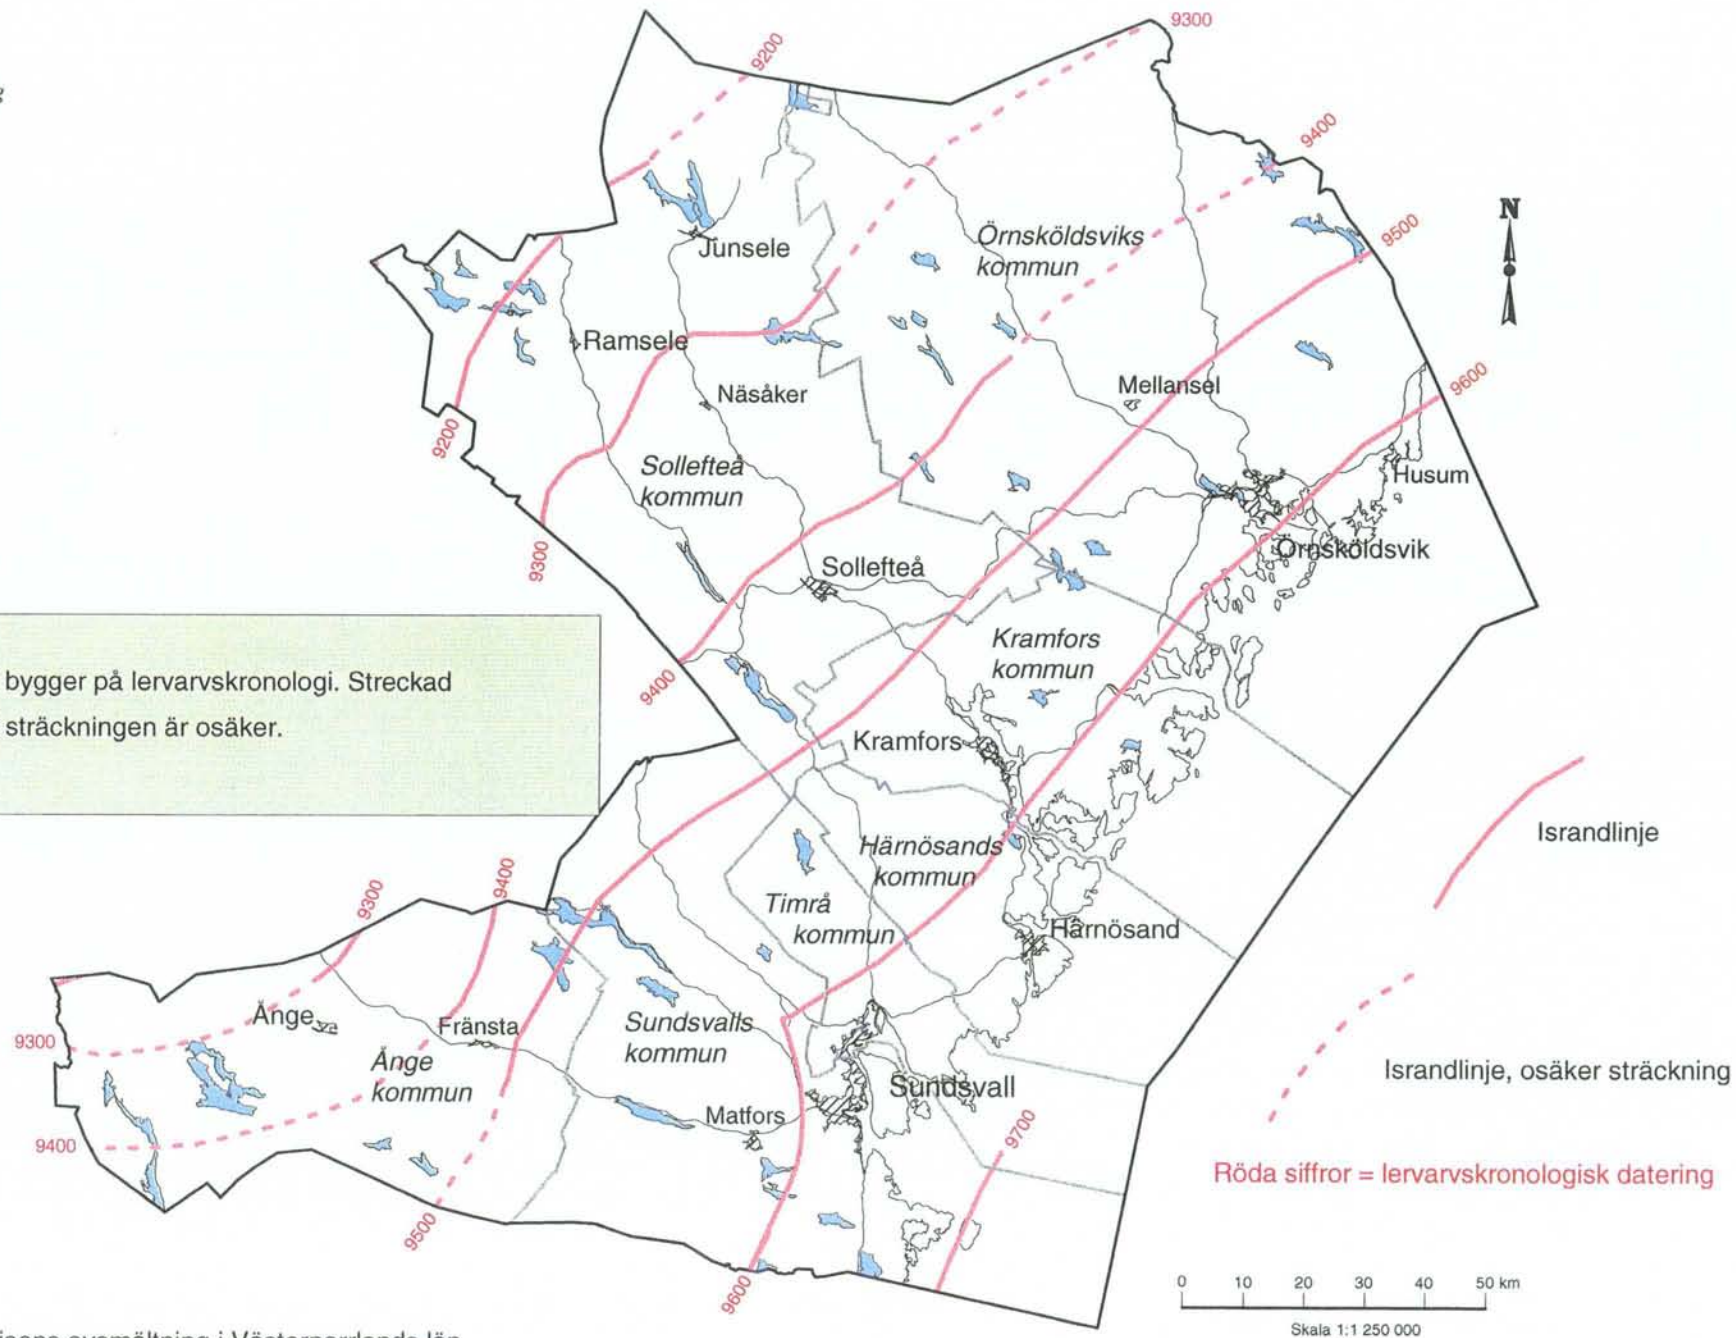 9300
9200
9400
N
Örnsköldsviks
kommun
9500
Junsele
Ramsele
Näsåker
Mellansel
9600
9200
Sollefteå
kommun
Husum
9300
Örnsköldsvik
Sollefteå
Kramfors
kommun
bygger på lervarvskronologi. Streckad
sträckningen är osäker.
9400
Kramfors
Israndlinje
Härnösands
kommun
9300
9400
Timrå
kommun
Härnösand
Ånge
Fränsta
Sundsvalls
kommun
9300
Ånge
kommun
Israndlinje, osäker sträckning
Sundsvall
Matfors
9700
9400
Röda siffror = lervarvskronologisk datering
9500
9600
0 10 20 30 40 50 km
Skala 1:1 250 000